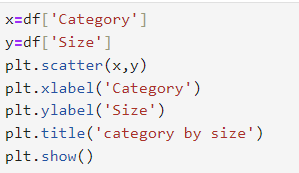 x=df['Category']
y=df['Size']
plt.scatter(x,y)
plt.xlabel('Category')
plt.ylabel('Size')
plt.title('category by size')
plt.show()